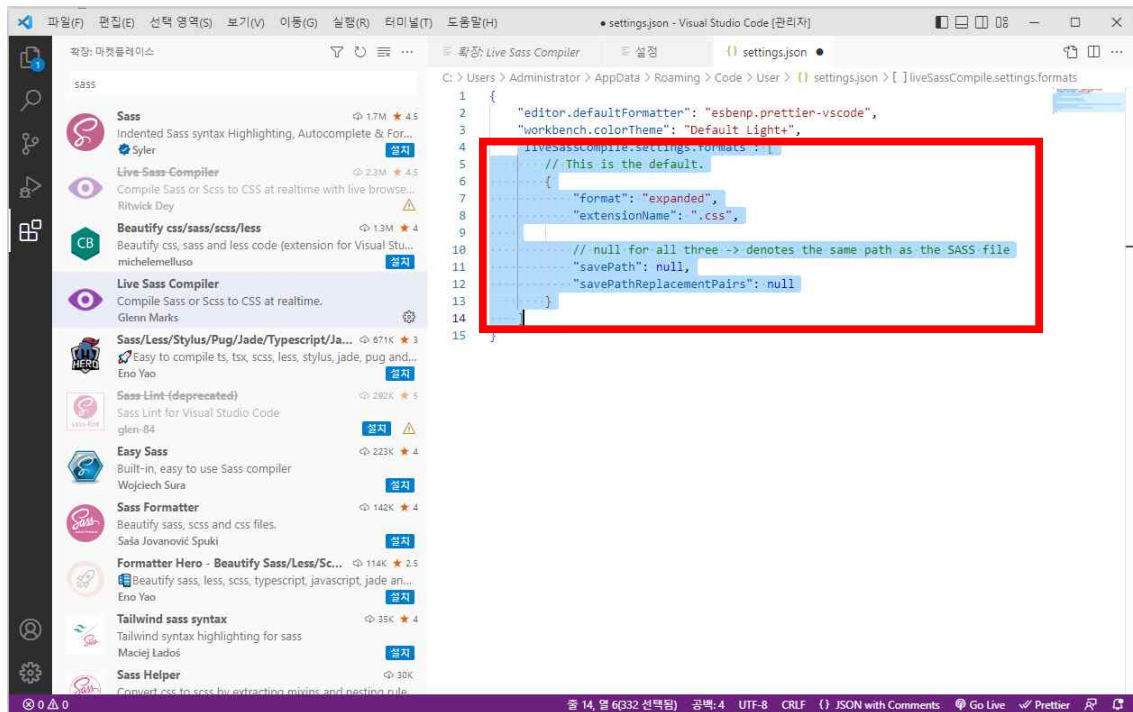 파일(F) 편집(E) 선택 영역(S) 보기(V) 이동(G) 실행(R) 터미널(T) 도움말(H)
● settings.json - Visual Studio Code [관리자]
확장: 마켓플레이스
sass
Sass 1.7M ★ 4.5
Indented Sass syntax Highlighting, Autocomplete & For...
Syler 설치
Live Sass Compiler 2.3M ★ 4.5
Compile Sass or Scss to CSS at realtime with live browse...
Ritwick Dey
CB
Beautify css/sass/scss/less 1.3M ★ 4
Beautify css, sass and less code (extension for Visual Stu...
michelemelluso 설치
Live Sass Compiler
Compile Sass or Scss to CSS at realtime.
Glenn Marks
HERO
Sass/Less/Stylus/Pug/Jade/Typescript/Ja... 671K ★ 3
Easy to compile ts, tsx, scss, less, stylus, jade, pug and...
Eno Yao 설치
Sass Lint (deprecated) 292K ★ 5
Sass Lint for Visual Studio Code
glen-84 설치
Easy Sass 223K ★ 4
Built-in, easy to use Sass compiler
Wojciech Sura 설치
Sass Formatter 142K ★ 4
Beautify sass, scss and css files.
Saša Jovanović Spuki 설치
Formatter Hero - Beautify Sass/Less/Sc... 114K ★ 2.5
Beautify sass, less, scss, typescript, javascript, jade an...
Eno Yao 설치
Tailwind sass syntax 35K ★ 4
Tailwind syntax highlighting for sass
Maciej Ładoś 설치
Sass Helper 30K
Convert css to scss by extracting mixins and nesting rule...
확장: Live Sass Compiler 설정 {} settings.json ●
C: > Users > Administrator > AppData > Roaming > Code > User > {} settings.json > [ ] liveSassCompile.settings.formats
1 {
2 "editor.defaultFormatter": "esbenp.prettier-vscode",
3 "workbench.colorTheme": "Default Light+",
4 "liveSassCompile.settings.formats": [
5 // This is the default.
6 {
7 "format": "expanded",
8 "extensionName": ".css",
9
10 // null for all three -> denotes the same path as the SASS file
11 "savePath": null,
12 "savePathReplacementPairs": null
13 }
14 ]
15 }
0 0 줄 14, 열 6(332 선택됨) 공백: 4 UTF-8 CRLF {} JSON with Comments Go Live Prettier